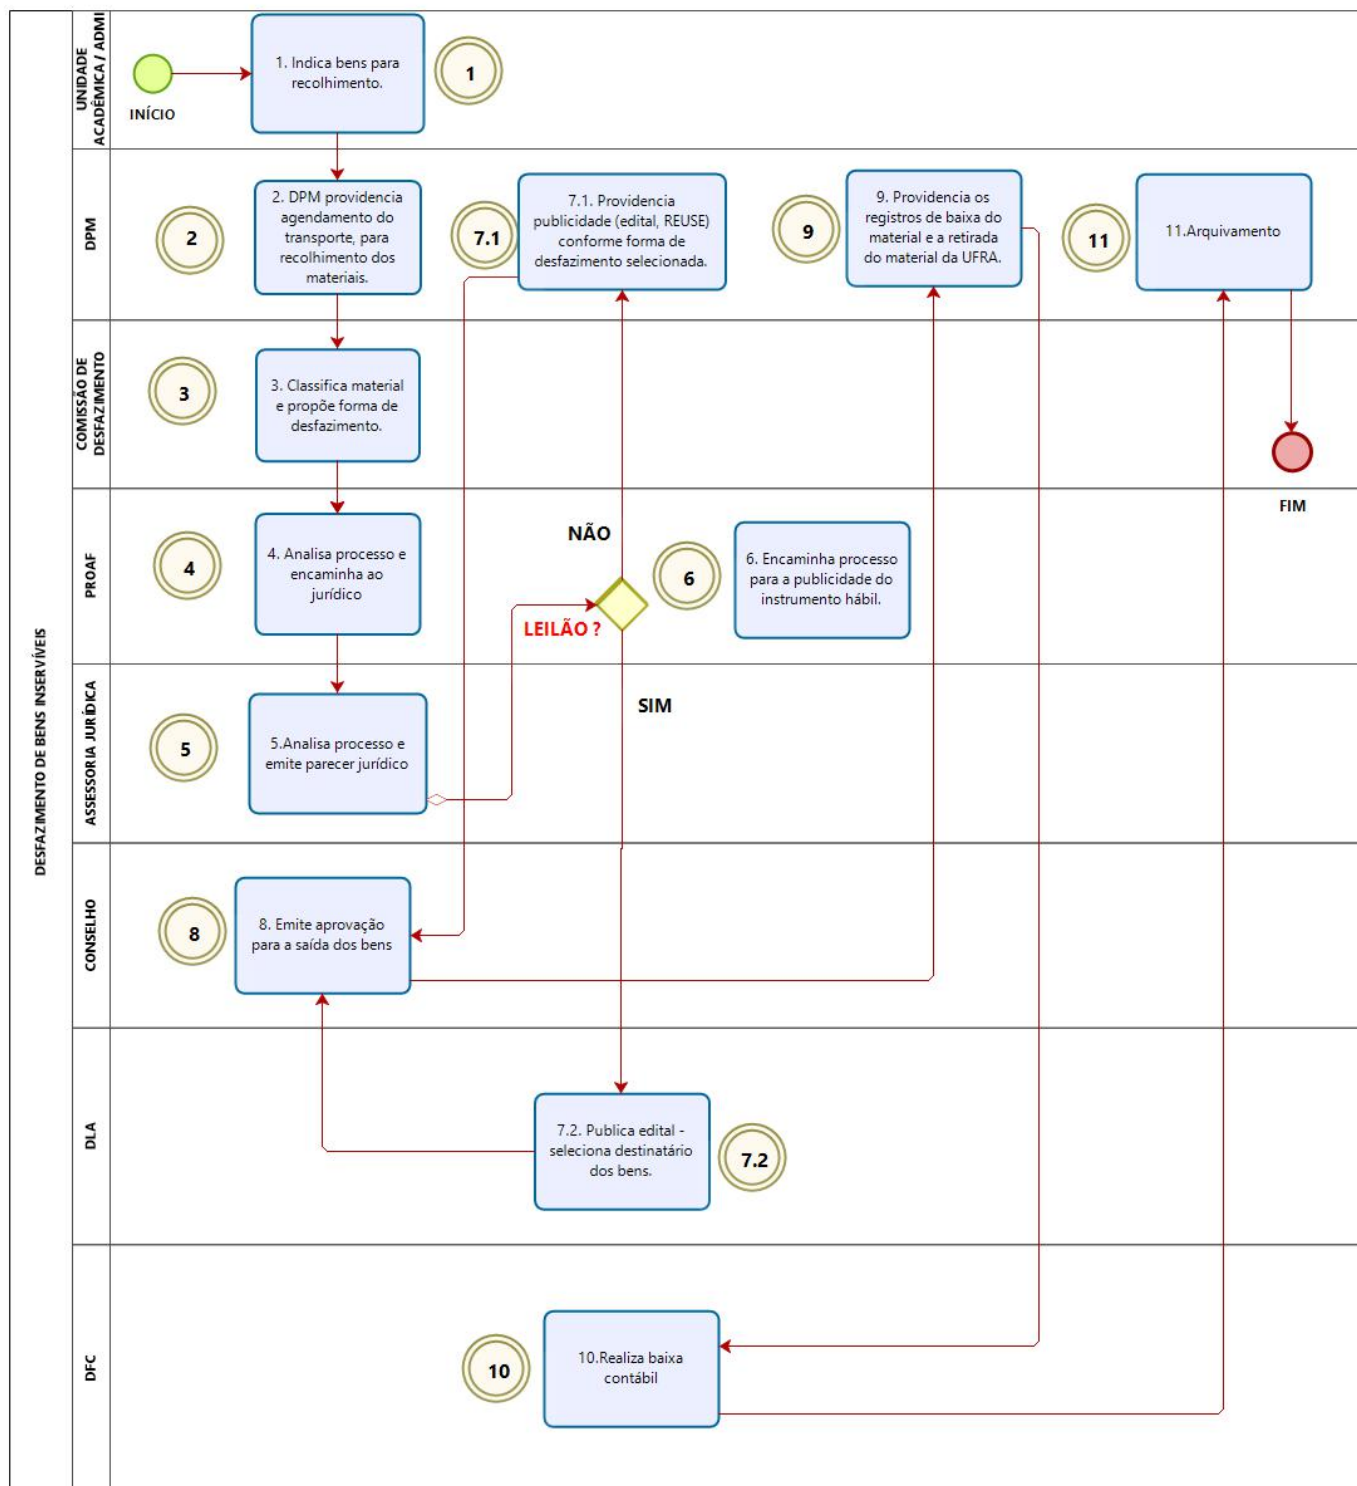 DESFAZIMENTO DE BENS INSERVÍVEIS
UNIDADE
ACADÊMICA / ADMI
INÍCIO
1. Indica bens para
recolhimento.
1
DPM
2
2. DPM providencia
agendamento do
transporte, para
recolhimento dos
materiais.
7.1
7.1. Providencia
publicidade (edital, REUSE)
conforme forma de
desfazimento selecionada.
9
9. Providencia os
registros de baixa do
material e a retirada
do material da UFRA.
11
11.Arquivamento
COMISSÃO DE
DESFAZIMENTO
3
3. Classifica material
e propõe forma de
desfazimento.
FIM
PROAF
4
4. Analisa processo e
encaminha ao
jurídico
NÃO
LEILÃO ?
6
6. Encaminha processo
para a publicidade do
instrumento hábil.
ASSESSORIA JURÍDICA
5
5.Analisa processo e
emite parecer jurídico
SIM
CONSELHO
8
8. Emite aprovação
para a saída dos bens
DLA
7.2. Publica edital -
seleciona destinatário
dos bens.
7.2
DFC
10
10.Realiza baixa
contábil